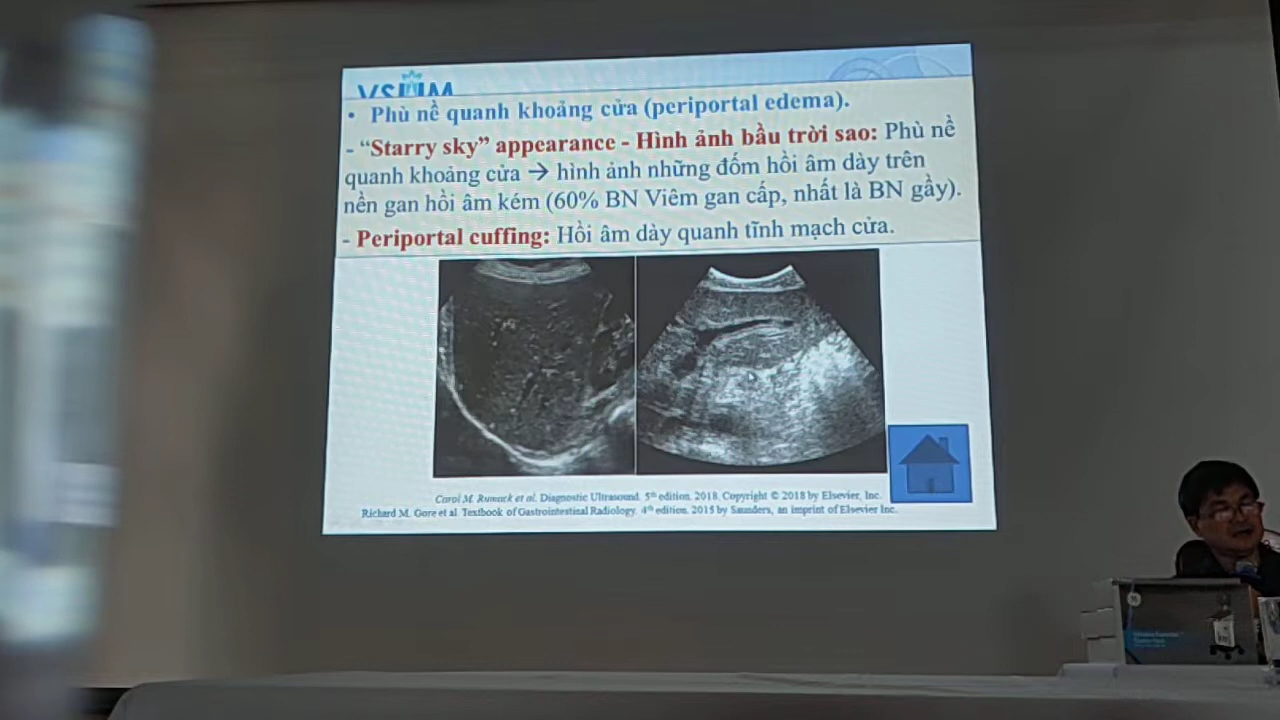 VSUUM
• Phù nề quanh khoảng cửa (periportal edema).
- “Starry sky” appearance - Hình ảnh bầu trời sao: Phù nề
quanh khoảng cửa → hình ảnh những đốm hồi âm dày trên
nền gan hồi âm kém (60% BN Viêm gan cấp, nhất là BN gầy).
- Periportal cuffing: Hồi âm dày quanh tĩnh mạch cửa.
Carol M. Rumack et al. Diagnostic Ultrasound. 5th edition. 2018. Copyright © 2018 by Elsevier, Inc.
Richard M. Gore et al. Textbook of Gastrointestinal Radiology. 4th edition. 2015 by Saunders, an imprint of Elsevier Inc.